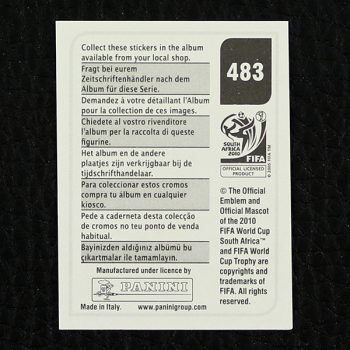 Collect these stickers in the album
available from your local shop.
Fragt bei eurem
Zeitschriftenhändler nach dem
Album für diese Serie.
Demandez à votre détaillant l'Album
pour la collection de ces images.
Chiedete al vostro rivenditore
l'album per la raccolta di queste
figurine.
Het album en de andere
plaatjes zijn verkrijgbaar bij de
tijdschrifthandelaar.
Para coleccionar estos cromos
compra tu álbum en cualquier
kiosco.
Pede a caderneta desta colecção
de cromos no teu ponto de venda
habitual.
Bayinizden aldığınız albümü bu
çıkartmalar ile tamamlayın.
Manufactured under licence by
PANINI
Made in Italy. www.paninigroup.com
483
SOUTH AFRICA
2010
FIFA
OFFICIAL LICENSED
PRODUCT
© The Official
Emblem and
Official Mascot
of the 2010
FIFA World Cup
South Africa™
and FIFA World
Cup Trophy are
copyrights and
trademarks of
FIFA. All rights
reserved.